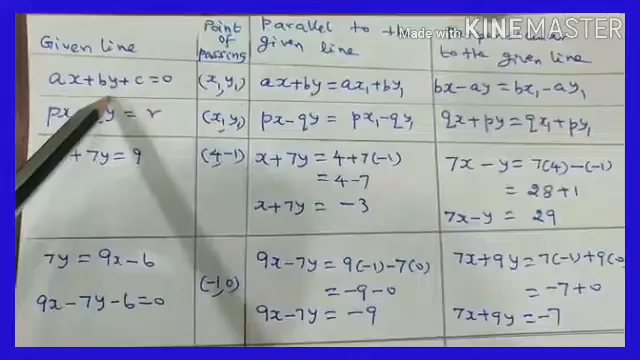 Made with KINEMASTER
Given line
Point of passing
parallel to the given line
to the given line
ax+by+c=0
(x₁,y₁)
ax+by = ax₁+by₁
bx-ay = bx₁-ay₁
y = r
(x₁,y₁)
px-qy = px₁-qy₁
qx+py = qx₁+py₁
+7y = 9
(4,-1)
x+7y = 4+7(-1)
= 4-7
x+7y = -3
7x-y = 7(4)-(-1)
= 28+1
7x-y = 29
7y = 9x-6
9x-7y-6=0
(-1,0)
9x-7y = 9(-1)-7(0)
= -9-0
9x-7y = -9
7x+9y = 7(-1)+9(0
= -7+0
7x+9y = -7